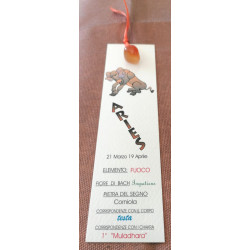 ARIES
21 Marzo 19 Aprile
ELEMENTO: FUOCO
FIORE DI BACH Impatiens
PIETRA DEL SEGNO
Corniola
CORRISPONDENZE CON IL CORPO
CORRISPONDENZE CON I CHAKRA
1° "Muladhara"